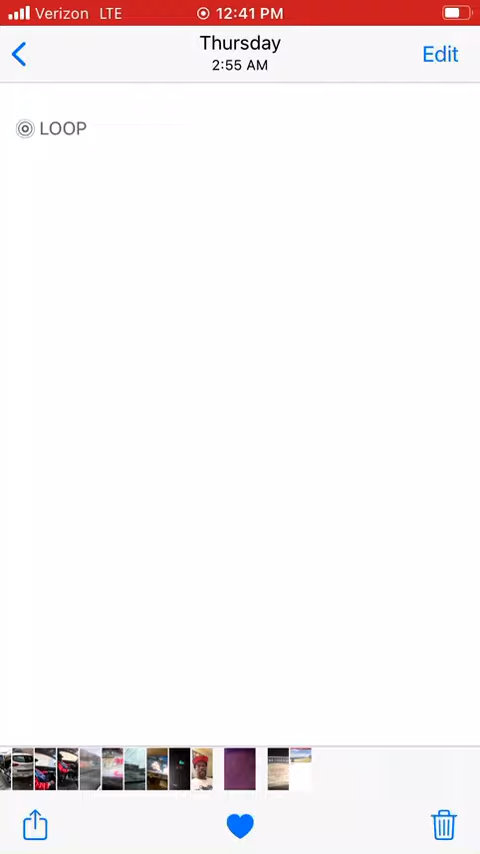 Verizon LTE 12:41 PM
Thursday
2:55 AM
Edit
LOOP